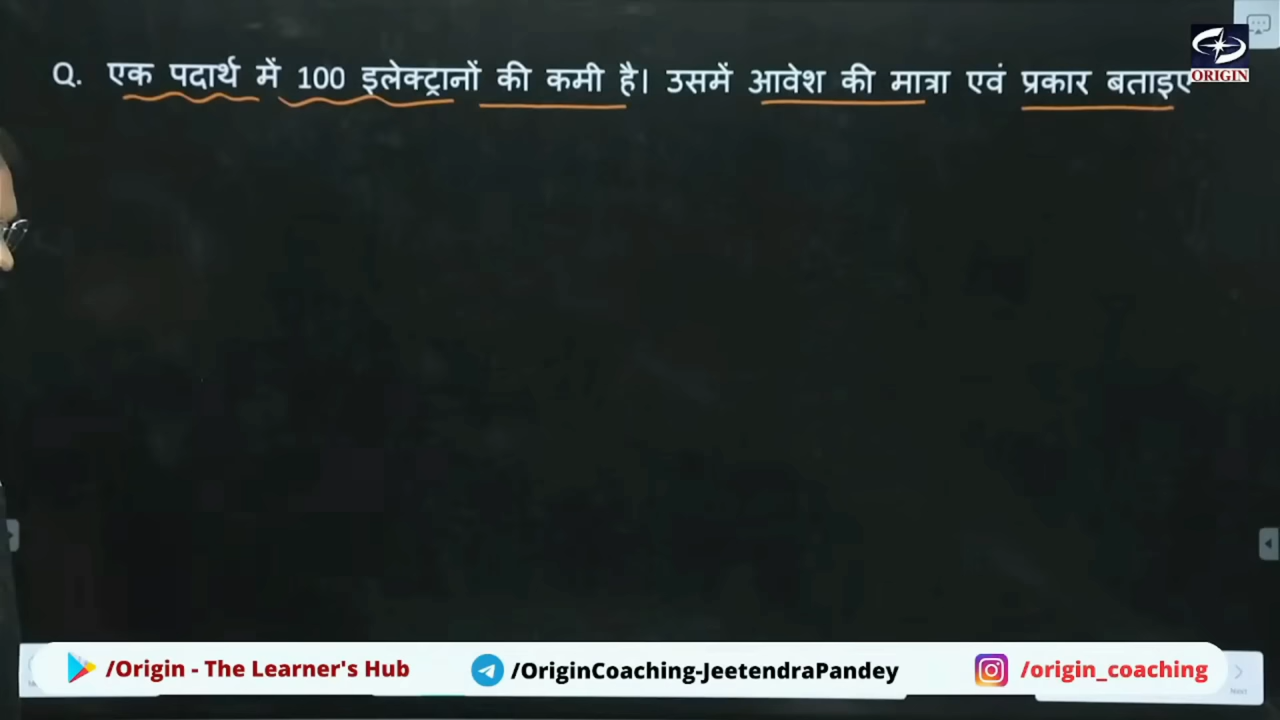 Q. एक पदार्थ में 100 इलेक्ट्रानों की कमी है। उसमें आवेश की मात्रा एवं प्रकार बताइए
ORIGIN
/Origin - The Learner's Hub
/OriginCoaching-JeetendraPandey
/origin_coaching
Next